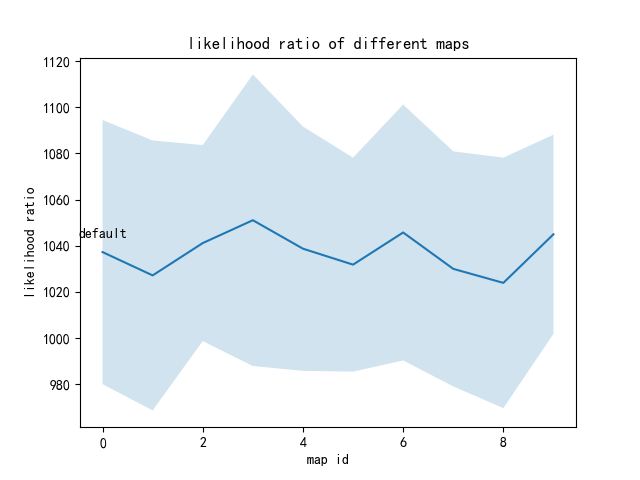 likelihood ratio of different maps
1120
1100
1080
1060
1040
1020
1000
980
likelihood ratio
default
0 2 4 6 8
map id